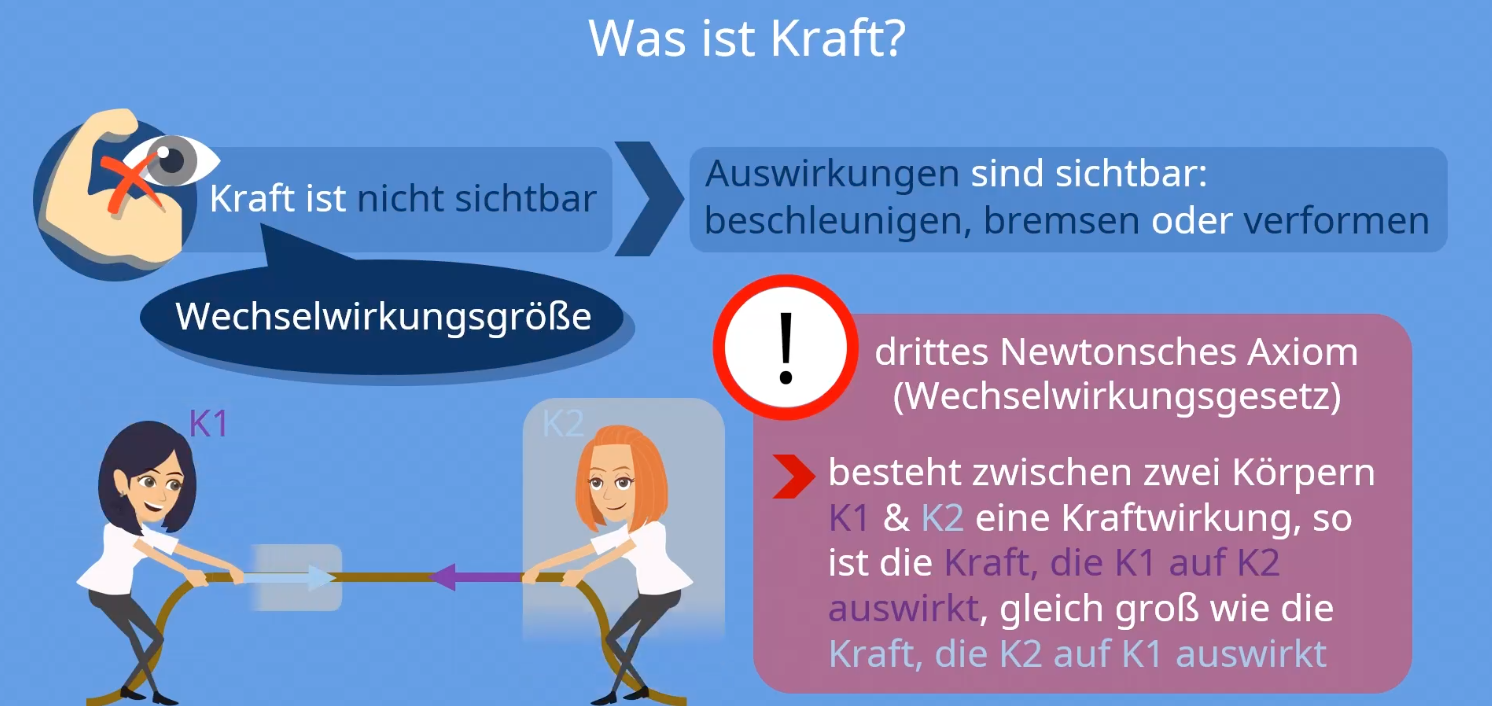 Was ist Kraft?
Kraft ist nicht sichtbar
Auswirkungen sind sichtbar:
beschleunigen, bremsen oder verformen
Wechselwirkungsgröße
!
drittes Newtonsches Axiom
(Wechselwirkungsgesetz)
K1
K2
besteht zwischen zwei Körpern
K1 & K2 eine Kraftwirkung, so
ist die Kraft, die K1 auf K2
auswirkt, gleich groß wie die
Kraft, die K2 auf K1 auswirkt